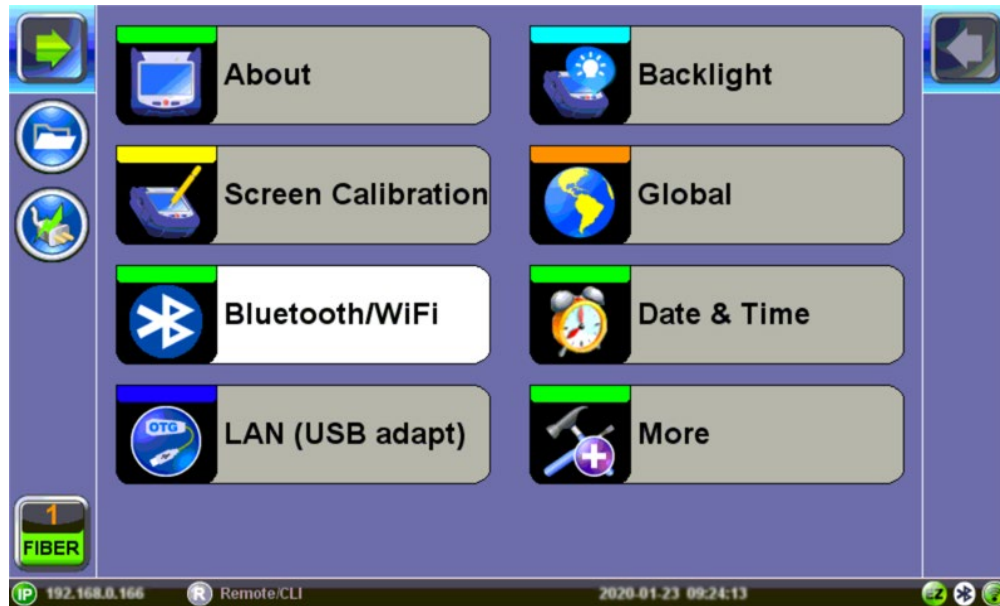 About
Backlight
Screen Calibration
Global
Bluetooth/WiFi
Date & Time
OTG
LAN (USB adapt)
More
1
FIBER
IP 192.168.0.166 R Remote/CLI 2020-01-23 09:24:13 EZ